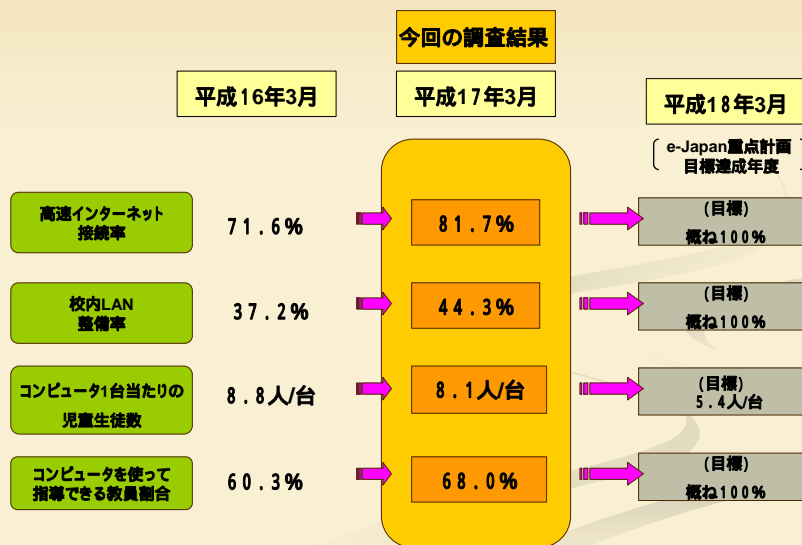 今回の調査結果
平成16年3月
平成17年3月
平成18年3月
e-Japan重点計画
目標達成年度
高速インターネット
接続率
71.6%
81.7%
(目標)
概ね100%
校内LAN
整備率
37.2%
44.3%
(目標)
概ね100%
コンピュータ1台当たりの
児童生徒数
8.8人/台
8.1人/台
(目標)
5.4人/台
コンピュータを使って
指導できる教員割合
60.3%
68.0%
(目標)
概ね100%